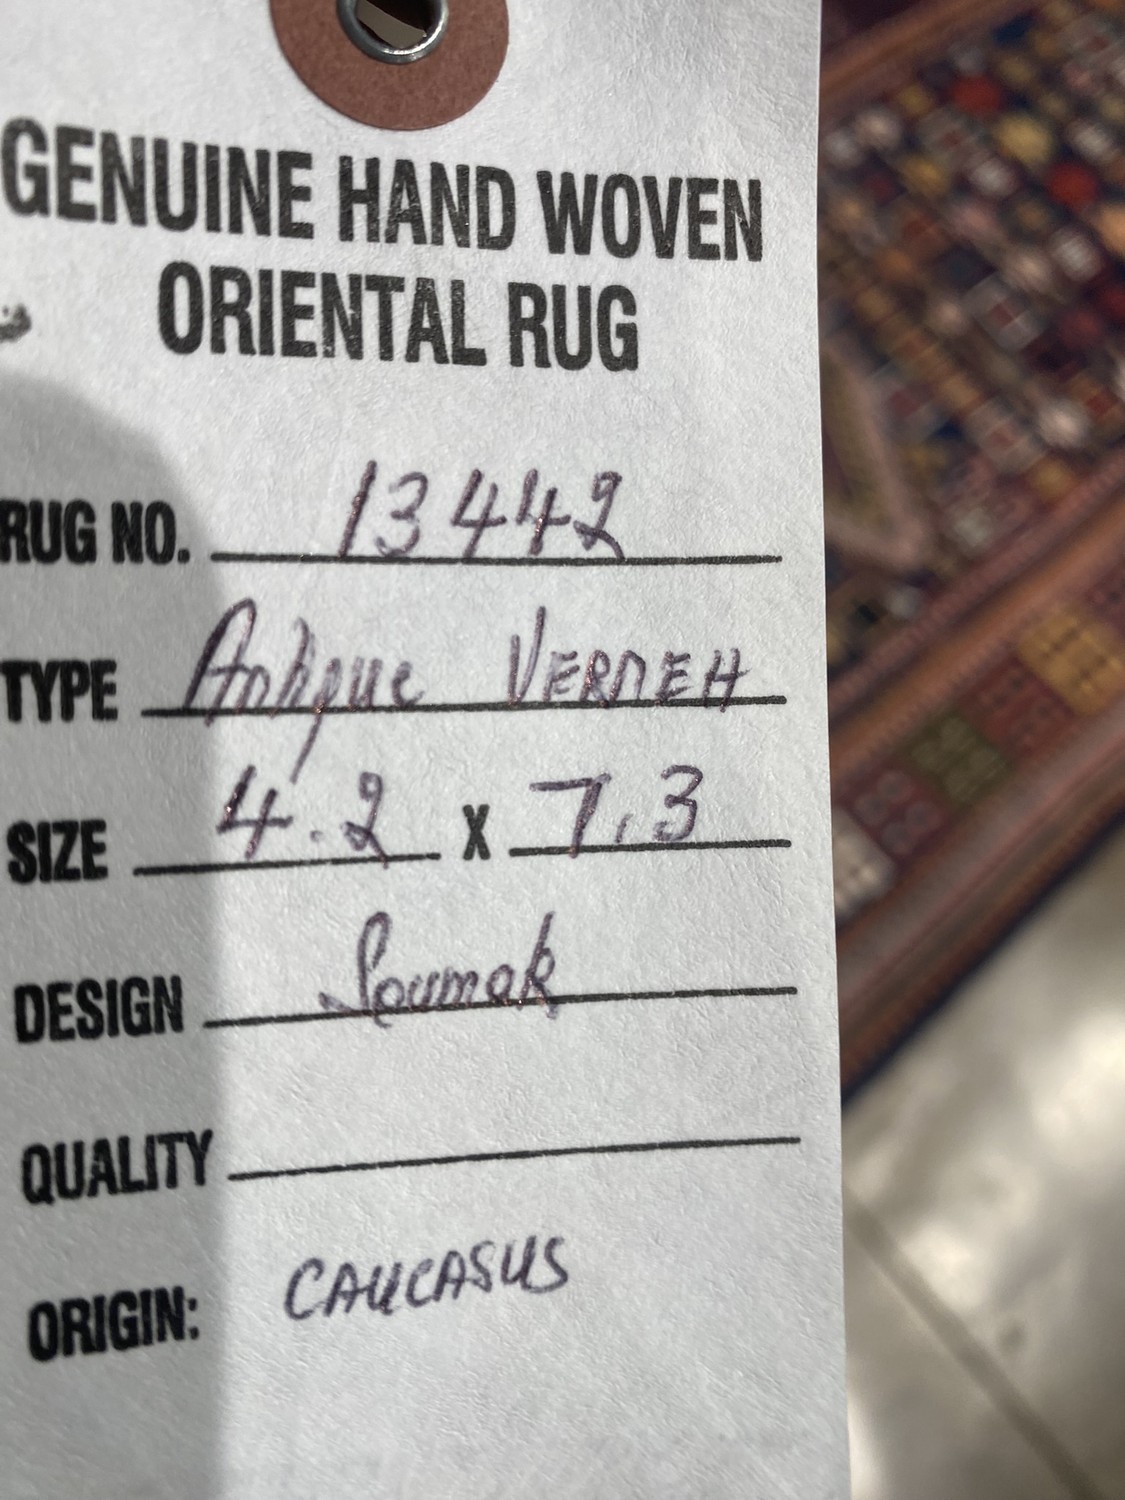 GENUINE HAND WOVEN
ORIENTAL RUG
RUG NO. 13442
TYPE Antique VERNEH
SIZE 4.2 X 7.3
DESIGN Soumak
QUALITY
ORIGIN: CAUCASUS